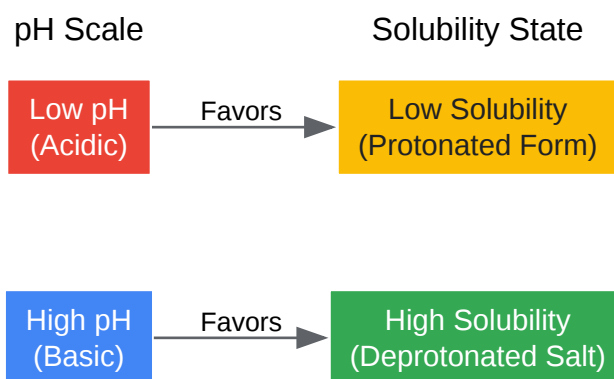 pH Scale
Solubility State
Low pH
(Acidic)
Favors
Low Solubility
(Protonated Form)
High pH
(Basic)
Favors
High Solubility
(Deprotonated Salt)